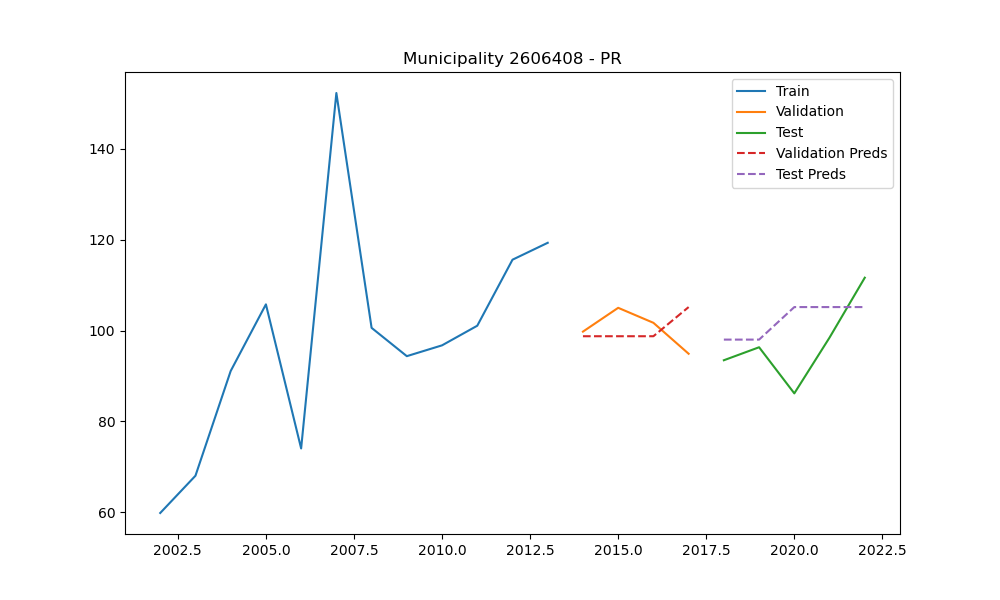 Municipality 2606408 - PR
Train
Validation
Test
Validation Preds
Test Preds
140
120
100
80
60
2002.5 2005.0 2007.5 2010.0 2012.5 2015.0 2017.5 2020.0 2022.5